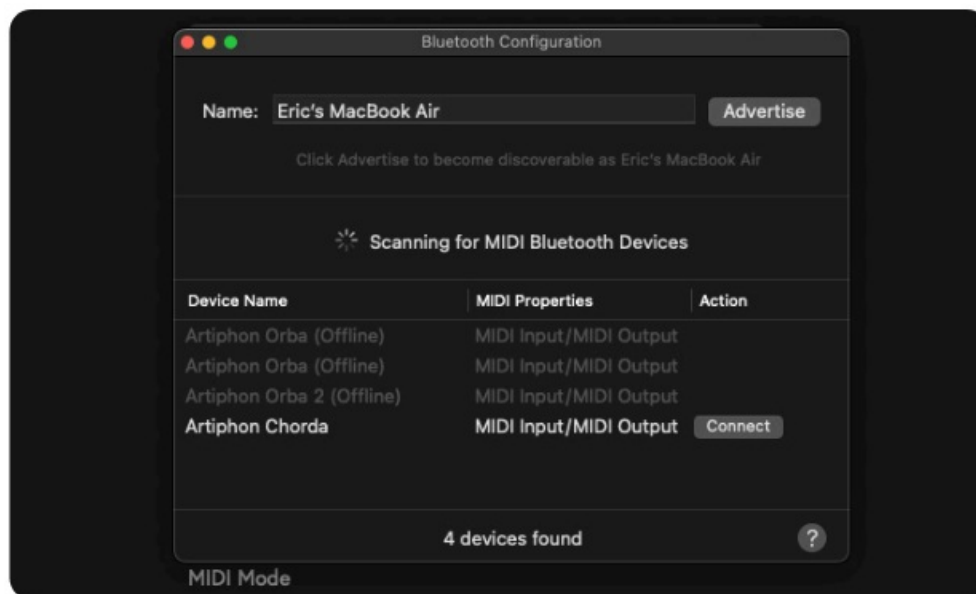 Bluetooth Configuration
Name: Eric's MacBook Air Advertise
Click Advertise to become discoverable as Eric's MacBook Air
Scanning for MIDI Bluetooth Devices
Device Name MIDI Properties Action
Artiphon Orba (Offline) MIDI Input/MIDI Output
Artiphon Orba (Offline) MIDI Input/MIDI Output
Artiphon Orba 2 (Offline) MIDI Input/MIDI Output
Artiphon Chorda MIDI Input/MIDI Output Connect
4 devices found ?
MIDI Mode